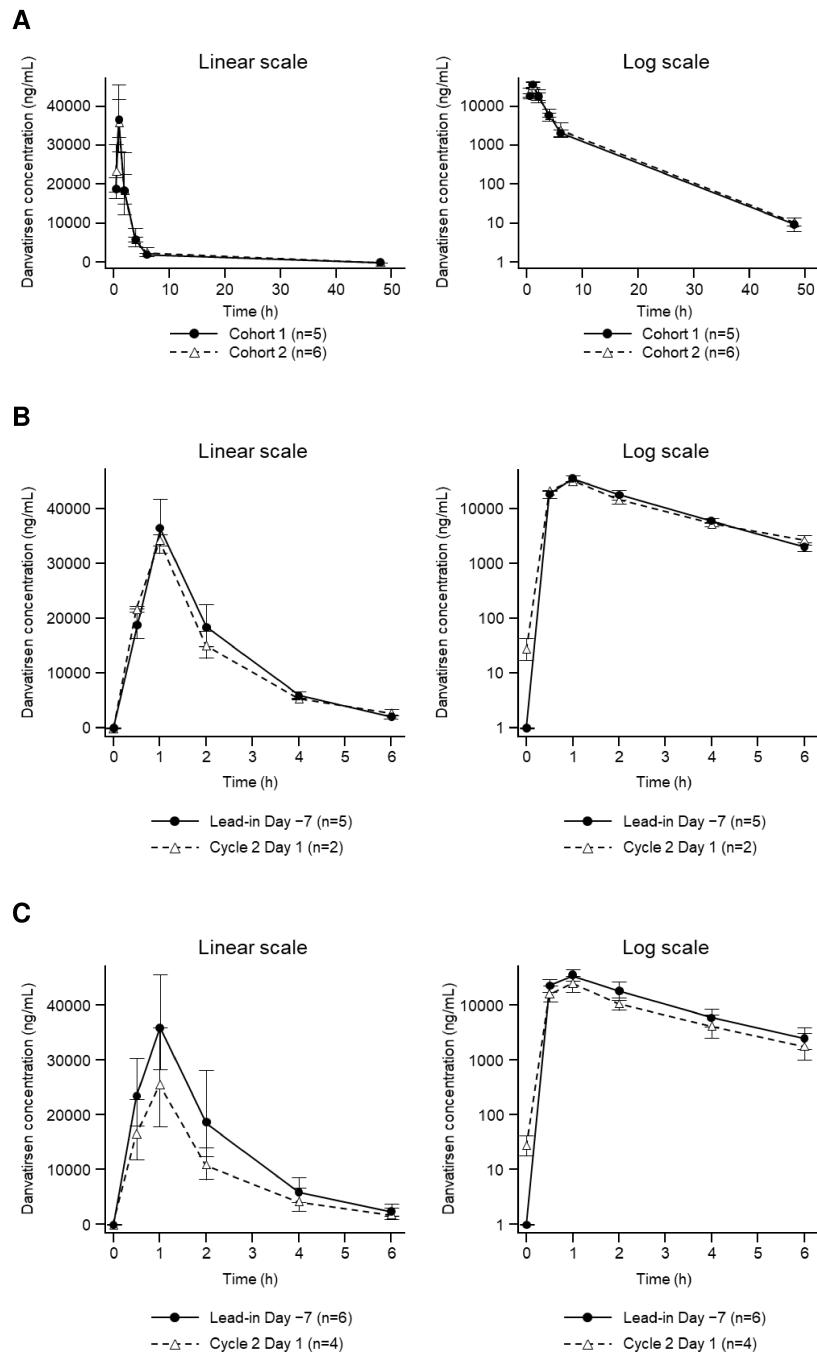 A
Linear scale
Danvatirsen concentration (ng/mL)
40000
30000
20000
10000
0
0 10 20 30 40 50
Time (h)
Cohort 1 (n=5)
Cohort 2 (n=6)
Log scale
Danvatirsen concentration (ng/mL)
10000
1000
100
10
1
0 10 20 30 40 50
Time (h)
Cohort 1 (n=5)
Cohort 2 (n=6)
B
Linear scale
Danvatirsen concentration (ng/mL)
40000
30000
20000
10000
0
0 1 2 3 4 5 6
Time (h)
Lead-in Day −7 (n=5)
Cycle 2 Day 1 (n=2)
Log scale
Danvatirsen concentration (ng/mL)
10000
1000
100
10
1
0 1 2 3 4 5 6
Time (h)
Lead-in Day −7 (n=5)
Cycle 2 Day 1 (n=2)
C
Linear scale
Danvatirsen concentration (ng/mL)
40000
30000
20000
10000
0
0 1 2 3 4 5 6
Time (h)
Lead-in Day −7 (n=6)
Cycle 2 Day 1 (n=4)
Log scale
Danvatirsen concentration (ng/mL)
10000
1000
100
10
1
0 1 2 3 4 5 6
Time (h)
Lead-in Day −7 (n=6)
Cycle 2 Day 1 (n=4)